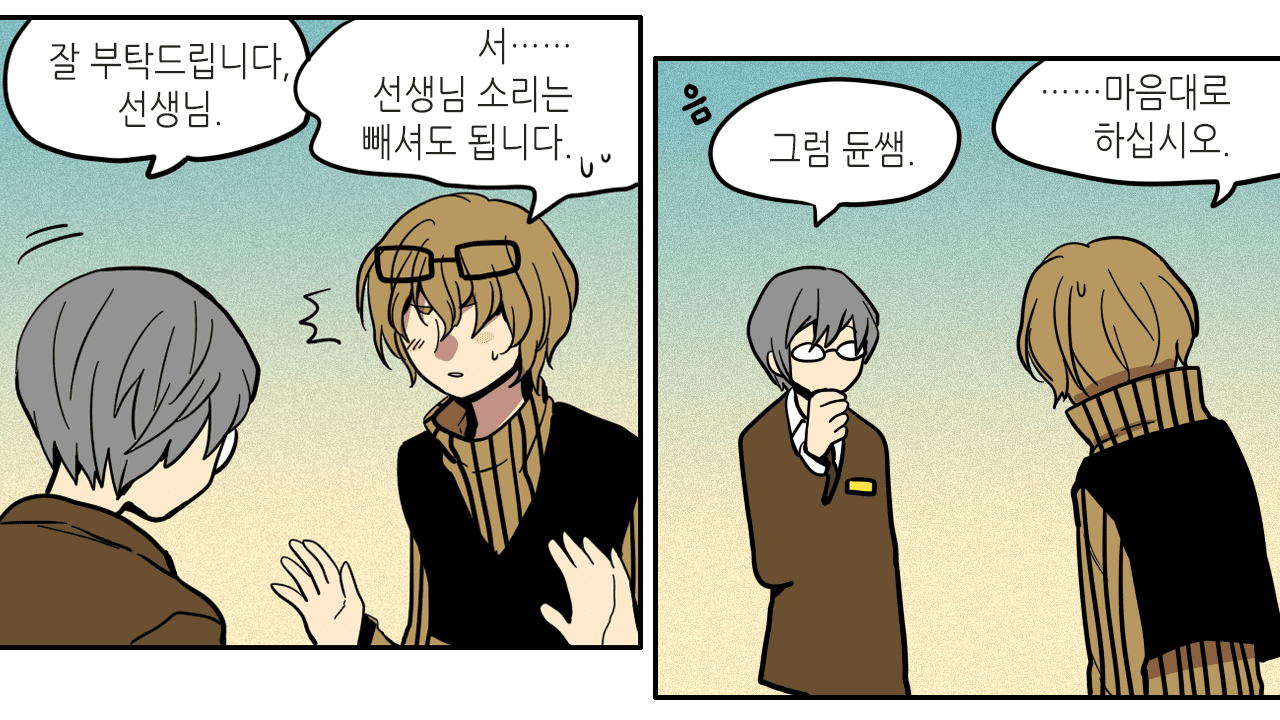 잘 부탁드립니다,
선생님.
서……
선생님 소리는
빼셔도 됩니다.
음
그럼 듄쌤.
……마음대로
하십시오.